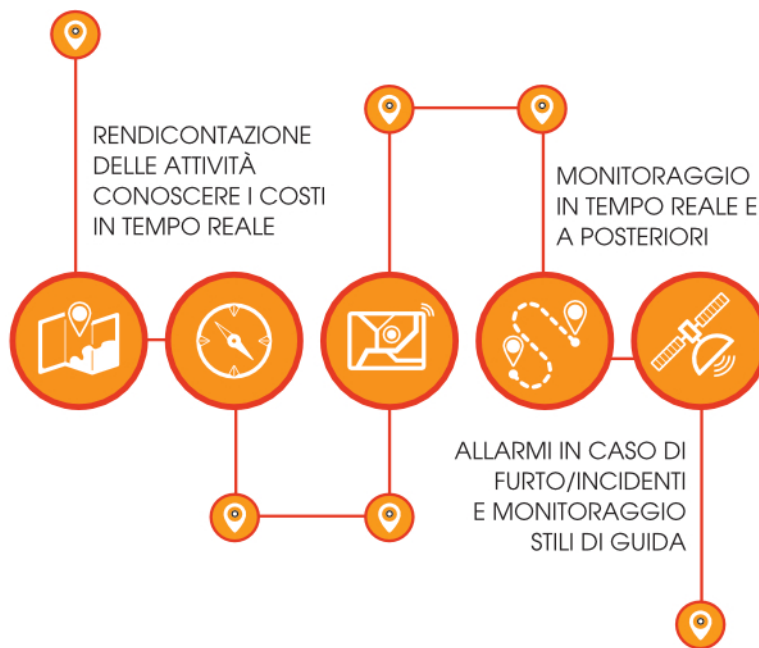 RENDICONTAZIONE
DELLE ATTIVITÀ
CONOSCERE I COSTI
IN TEMPO REALE
MONITORAGGIO
IN TEMPO REALE E
A POSTERIORI
ALLARMI IN CASO DI
FURTO/INCIDENTI
E MONITORAGGIO
STILI DI GUIDA